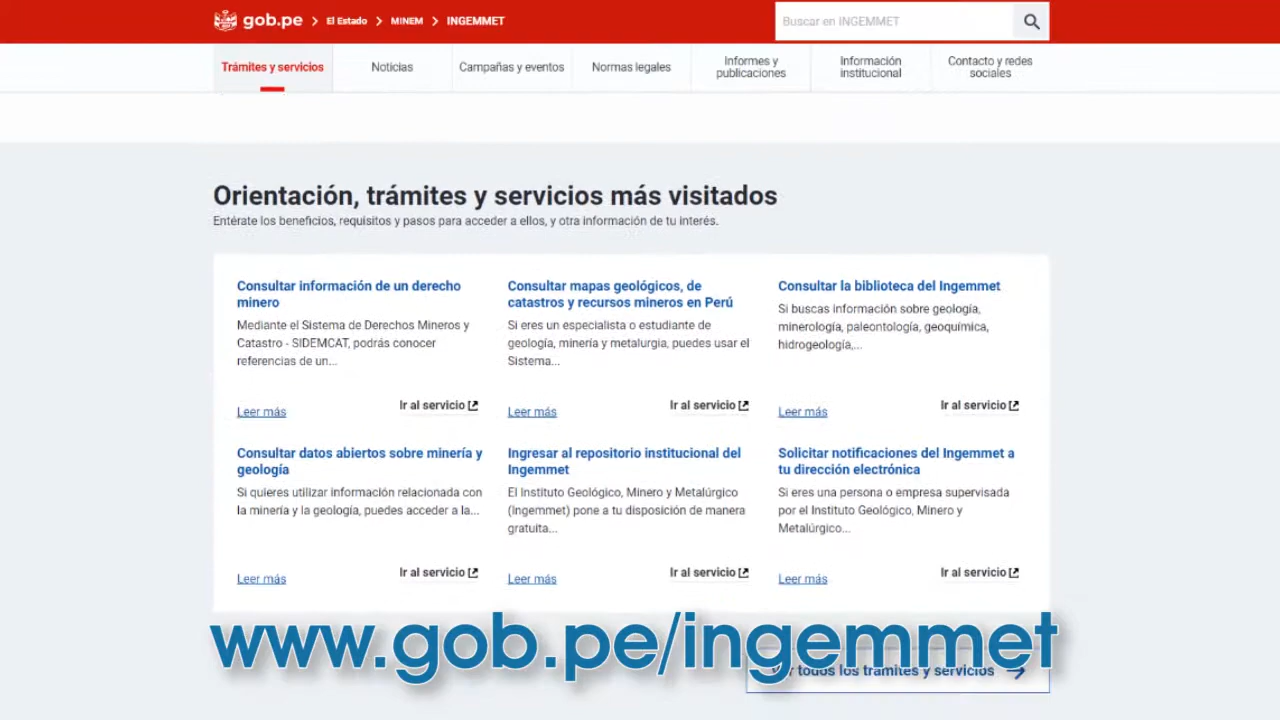 gob.pe > El Estado > MINEM > INGEMMET
Buscar en INGEMMET
Trámites y servicios
Noticias
Campañas y eventos
Normas legales
Informes y
publicaciones
Información
institucional
Contacto y redes
sociales
Orientación, trámites y servicios más visitados
Entérate los beneficios, requisitos y pasos para acceder a ellos, y otra información de tu interés.
Consultar información de un derecho
minero
Mediante el Sistema de Derechos Mineros y
Catastro - SIDEMCAT, podrás conocer
referencias de un...
Leer más
Ir al servicio
Consultar mapas geológicos, de
catastros y recursos mineros en Perú
Si eres un especialista o estudiante de
geología, minería y metalurgia, puedes usar el
Sistema...
Leer más
Ir al servicio
Consultar la biblioteca del Ingemmet
Si buscas información sobre geología,
minerología, paleontología, geoquímica,
hidrogeología,...
Leer más
Ir al servicio
Consultar datos abiertos sobre minería y
geología
Si quieres utilizar información relacionada con
la minería y la geología, puedes acceder a la...
Leer más
Ir al servicio
Ingresar al repositorio institucional del
Ingemmet
El Instituto Geológico, Minero y Metalúrgico
(Ingemmet) pone a tu disposición de manera
gratuita...
Leer más
Ir al servicio
Solicitar notificaciones del Ingemmet a
tu dirección electrónica
Si eres una persona o empresa supervisada
por el Instituto Geológico, Minero y
Metalúrgico...
Leer más
Ir al servicio
www.gob.pe/ingemmet
Ver todos los trámites y servicios